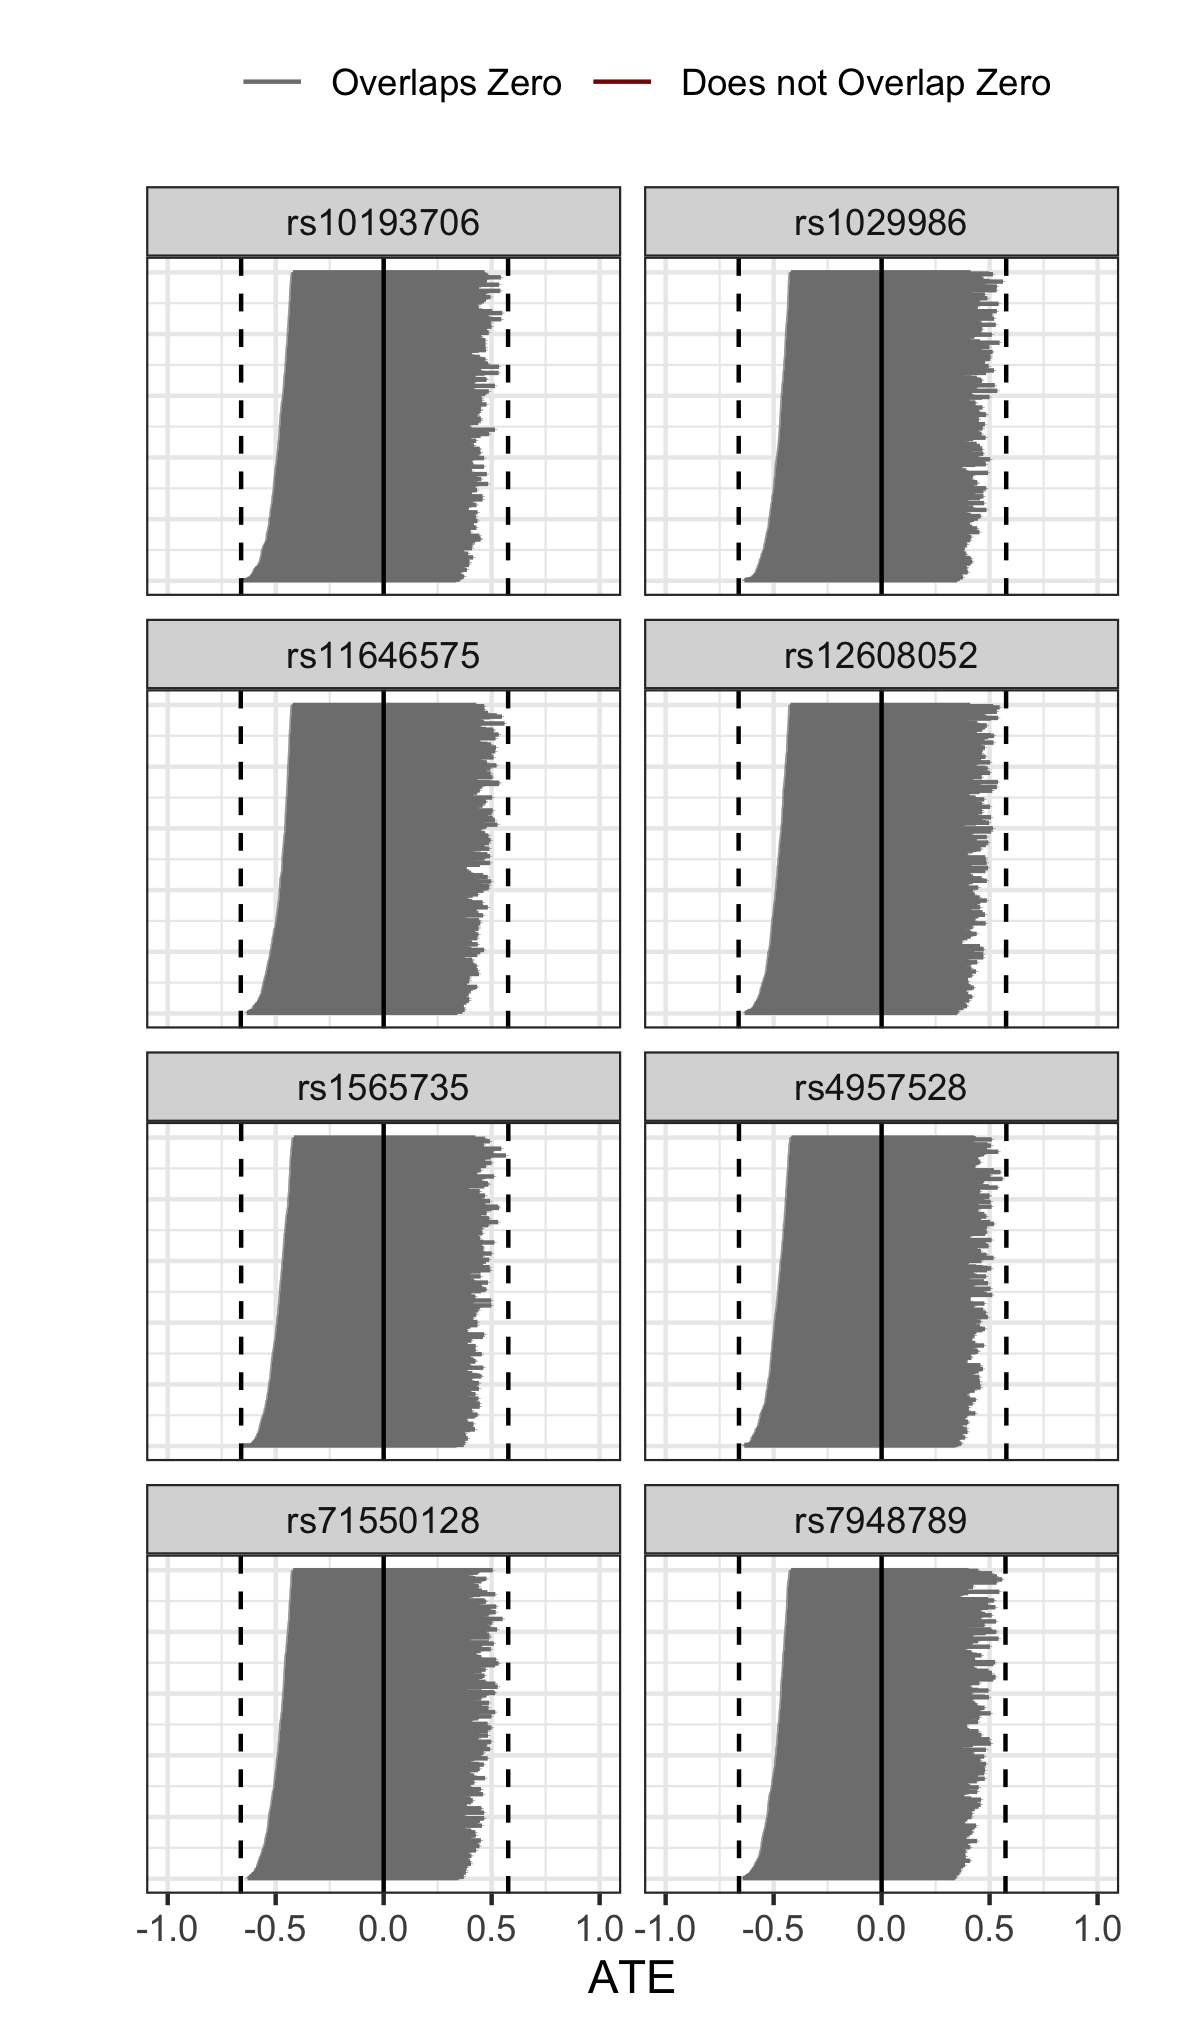 Overlaps Zero Does not Overlap Zero
rs10193706 rs1029986
rs11646575 rs12608052
rs1565735 rs4957528
rs71550128 rs7948789
-1.0 -0.5 0.0 0.5 1.0 -1.0 -0.5 0.0 0.5 1.0
ATE